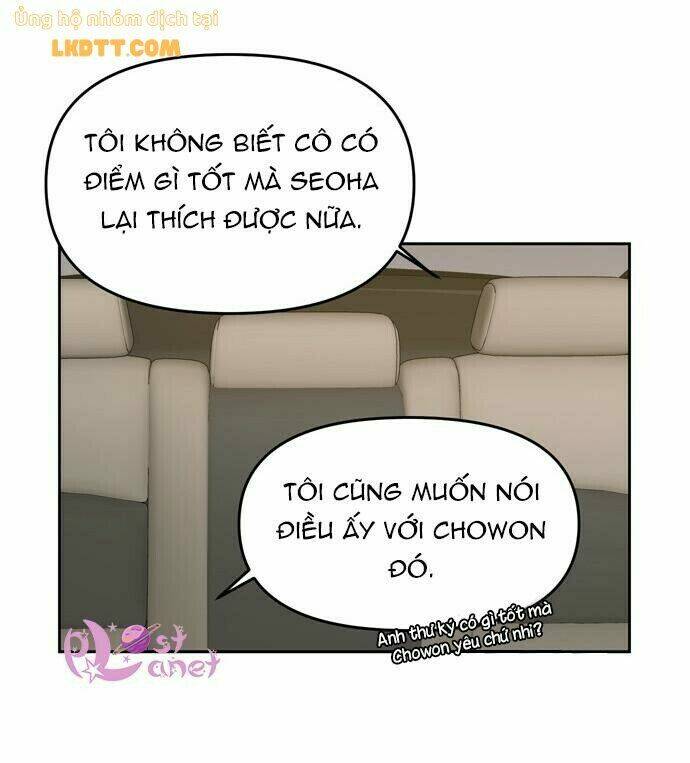 Ủng hộ nhóm dịch tại
LKDTT.COM
TÔI KHÔNG BIẾT CÔ CÓ
ĐIỂM GÌ TỐT MÀ SEOHA
LẠI THÍCH ĐƯỢC NỮA.
TÔI CŨNG MUỐN NÓI
ĐIỀU ẤY VỚI CHOWON
ĐÓ.
Anh thư ký có gì tốt mà
Chowon yêu chứ nhỉ?
Lost
Planet